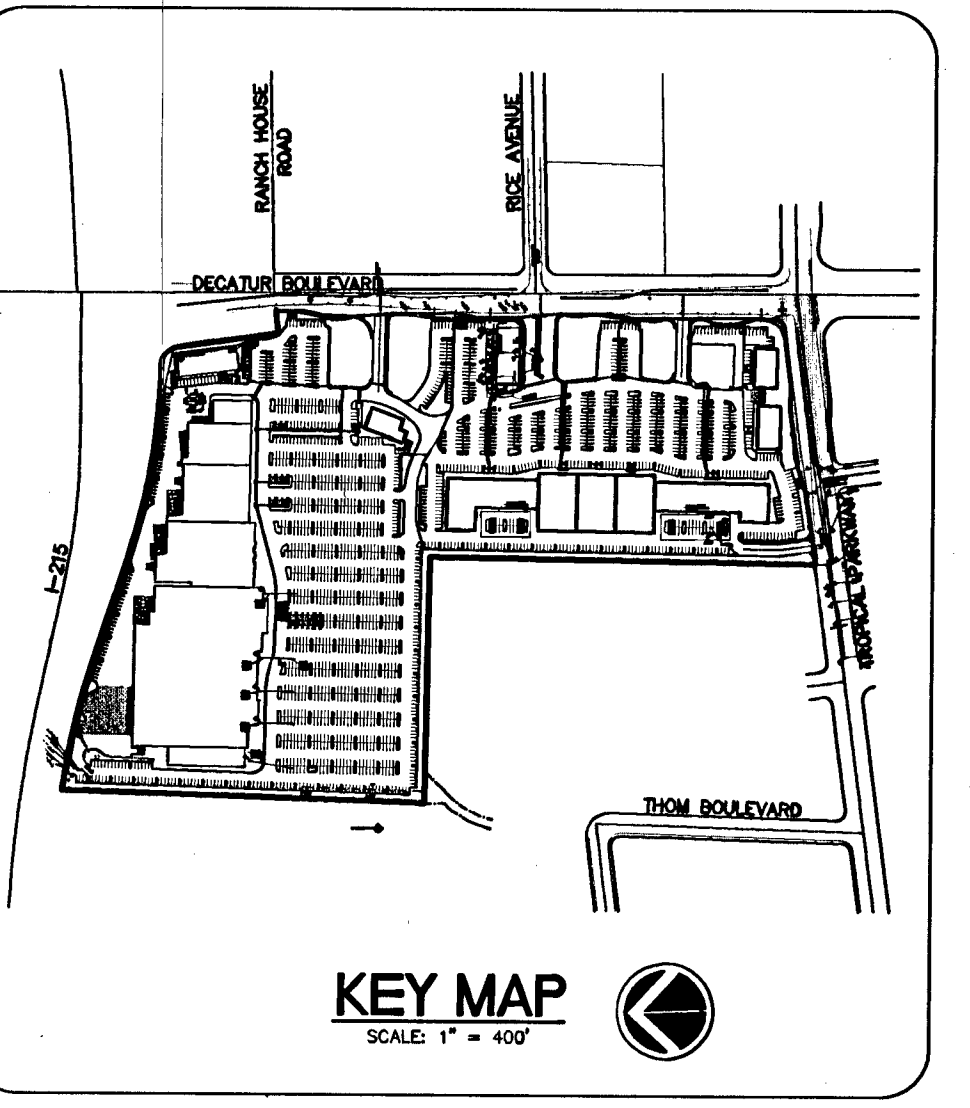 RANCH HOUSE
ROAD
RICE AVENUE
DECATUR BOULEVARD
I-215
TROPICAL PARKWAY
THOM BOULEVARD
KEY MAP
SCALE: 1" = 400'